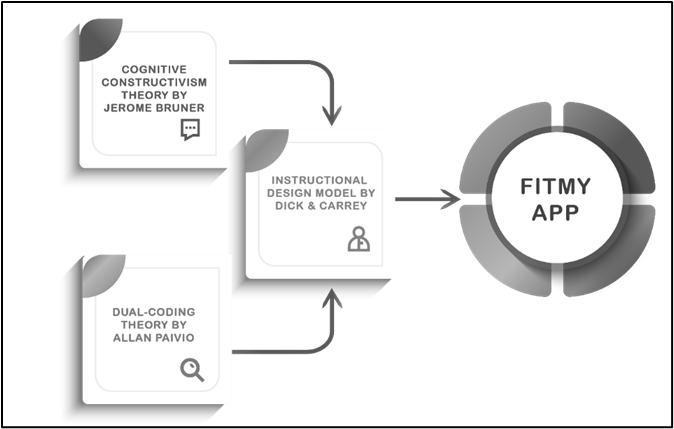 COGNITIVE
CONSTRUCTIVISM
THEORY BY
JEROME BRUNER
INSTRUCTIONAL
DESIGN MODEL BY
DICK & CARREY
FITMY
APP
DUAL-CODING
THEORY BY
ALLAN PAIVIO